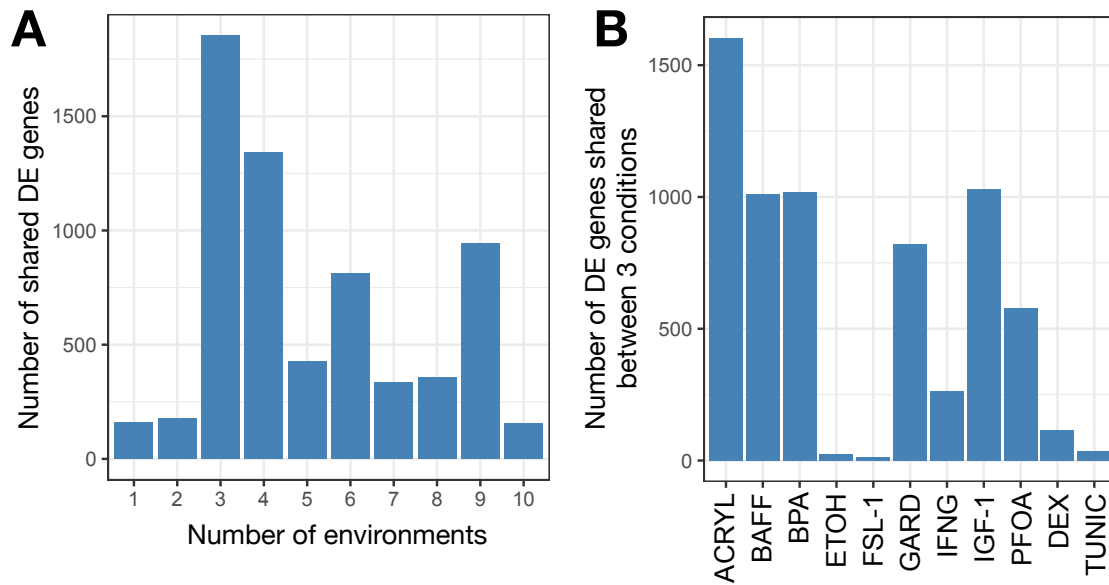 A
Number of shared DE genes
1500
1000
500
0
1 2 3 4 5 6 7 8 9 10
Number of environments
B
Number of DE genes shared
between 3 conditions
1500
1000
500
0
ACRYL
BAFF
BPA
ETOH
FSL-1
GARD
IFNG
IGF-1
PFOA
DEX
TUNIC